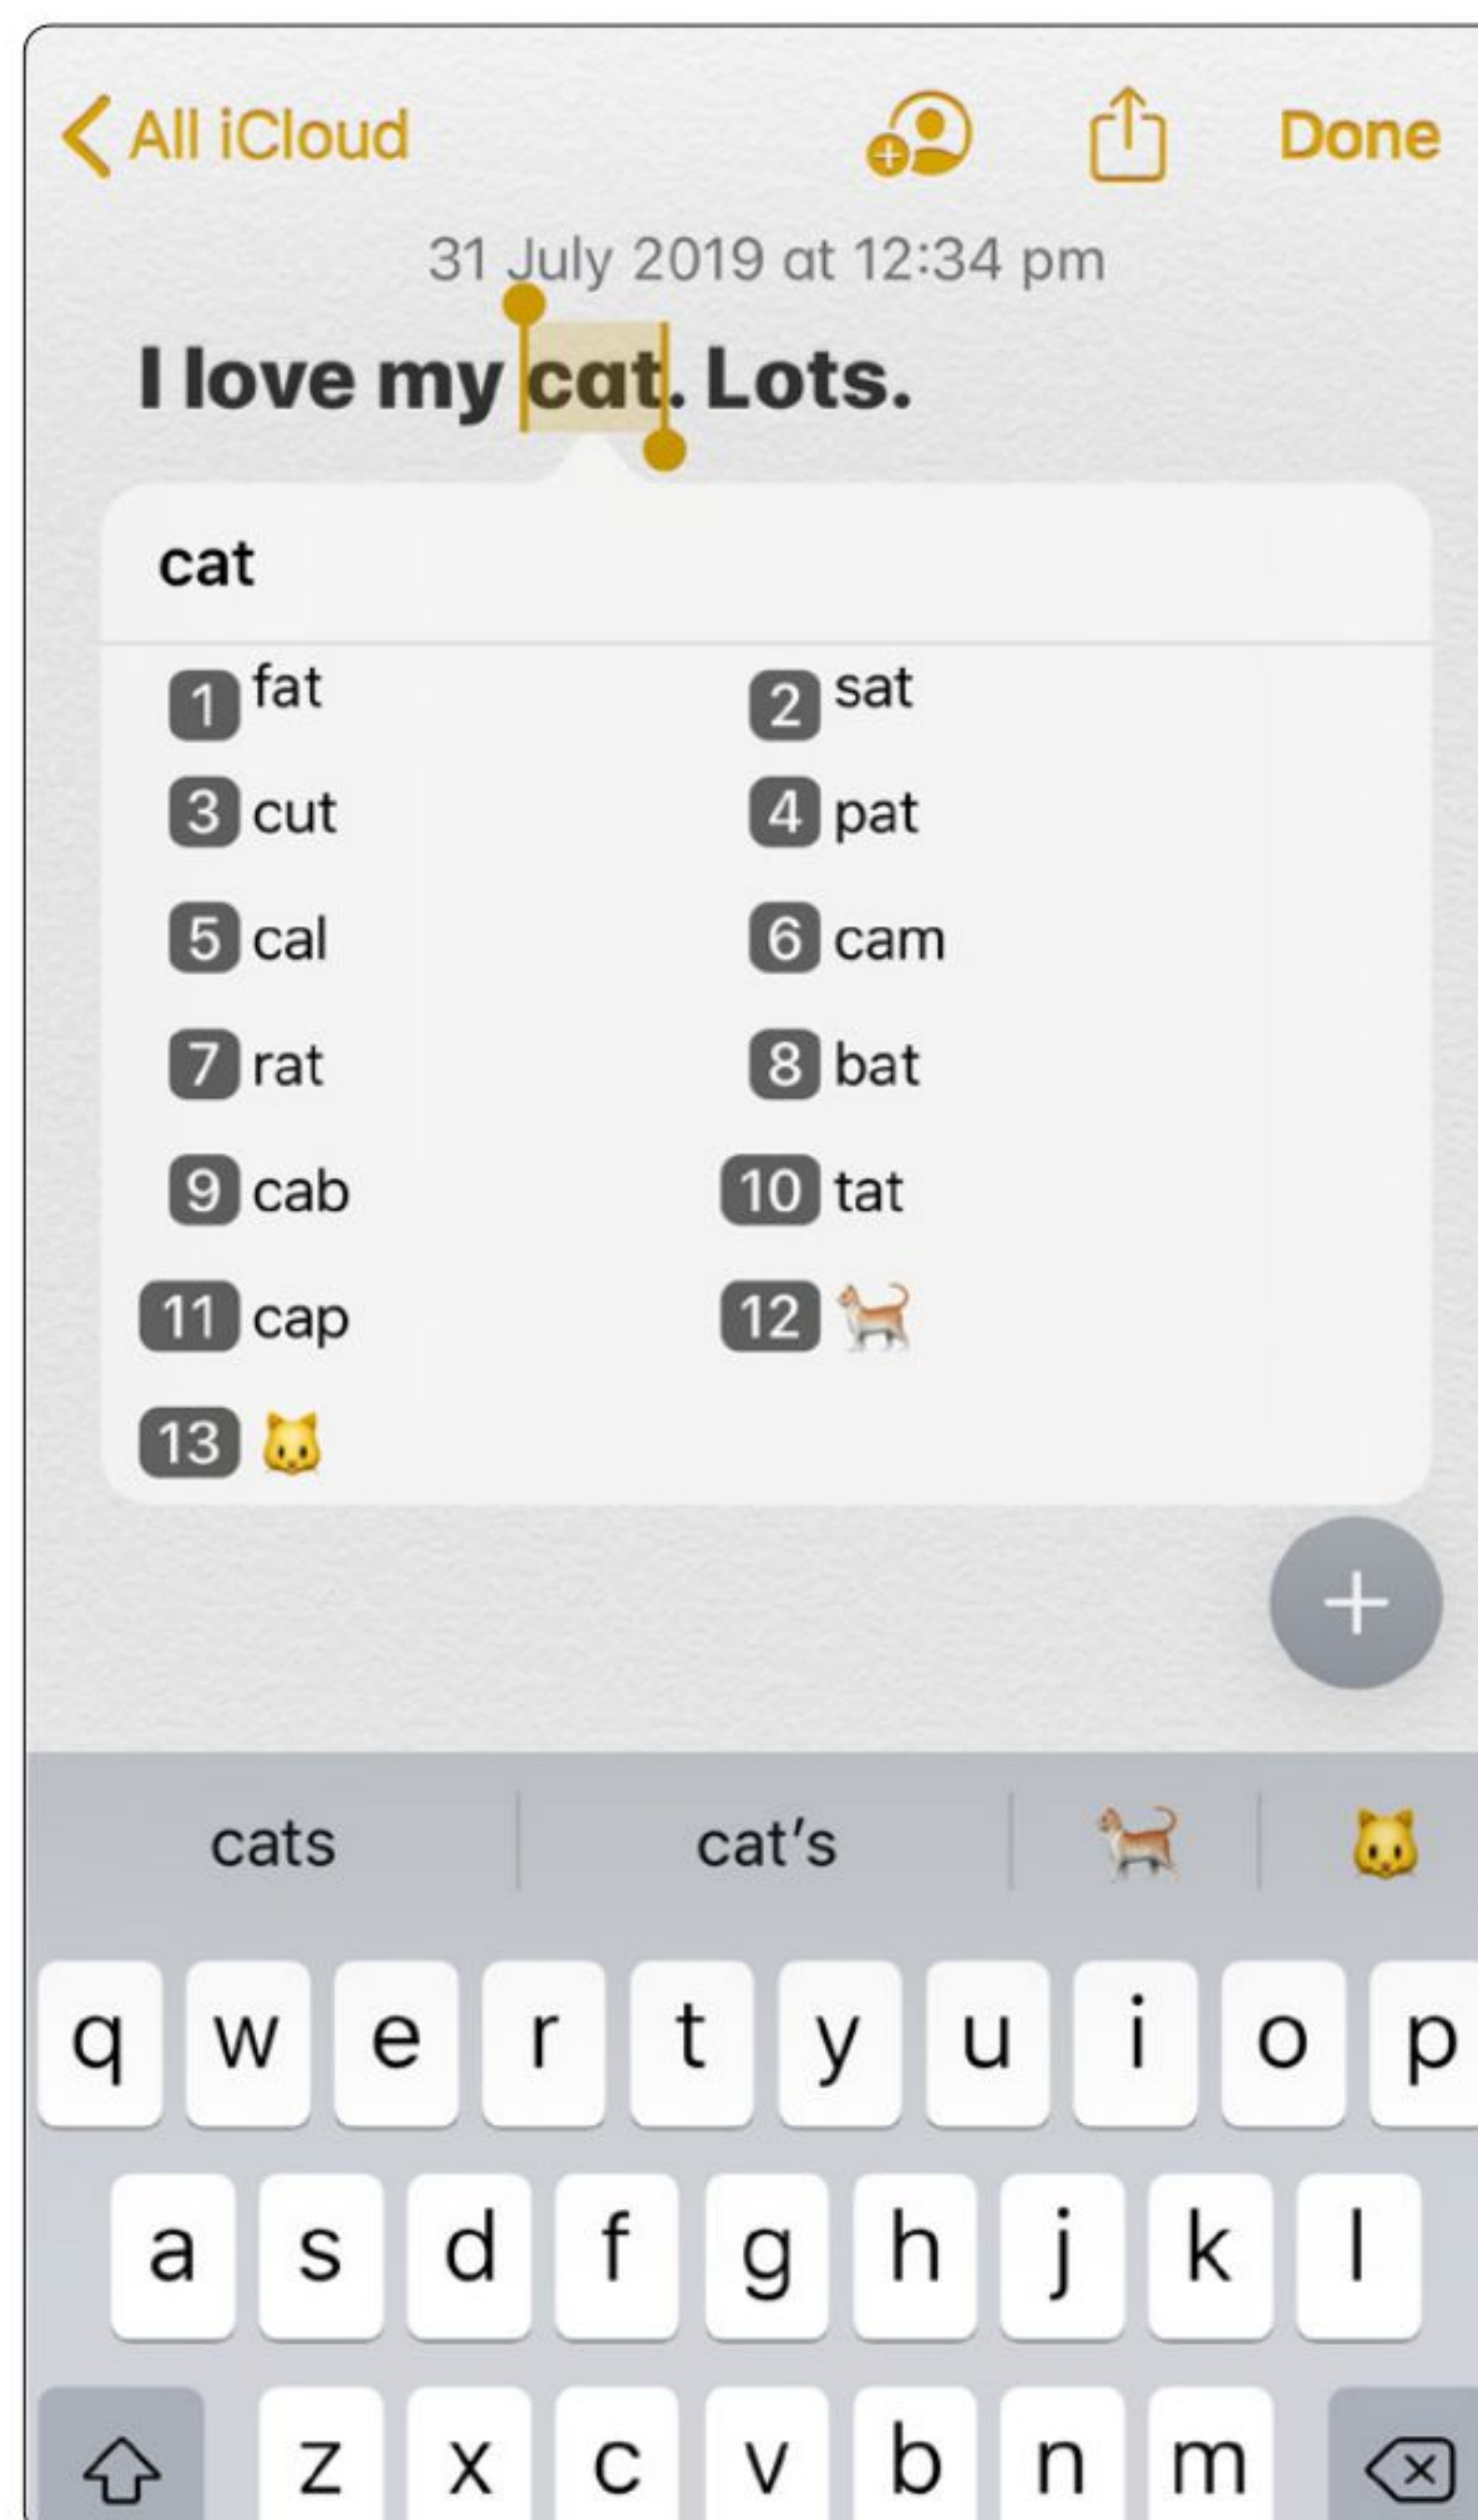 All iCloud Done
31 July 2019 at 12:34 pm
I love my cat. Lots.
cat
1 fat 2 sat
3 cut 4 pat
5 cal 6 cam
7 rat 8 bat
9 cab 10 tat
11 cap 12 🐈
13 🐱
cats cat’s 🐈 🐱
q w e r t y u i o p
a s d f g h j k l
z x c v b n m